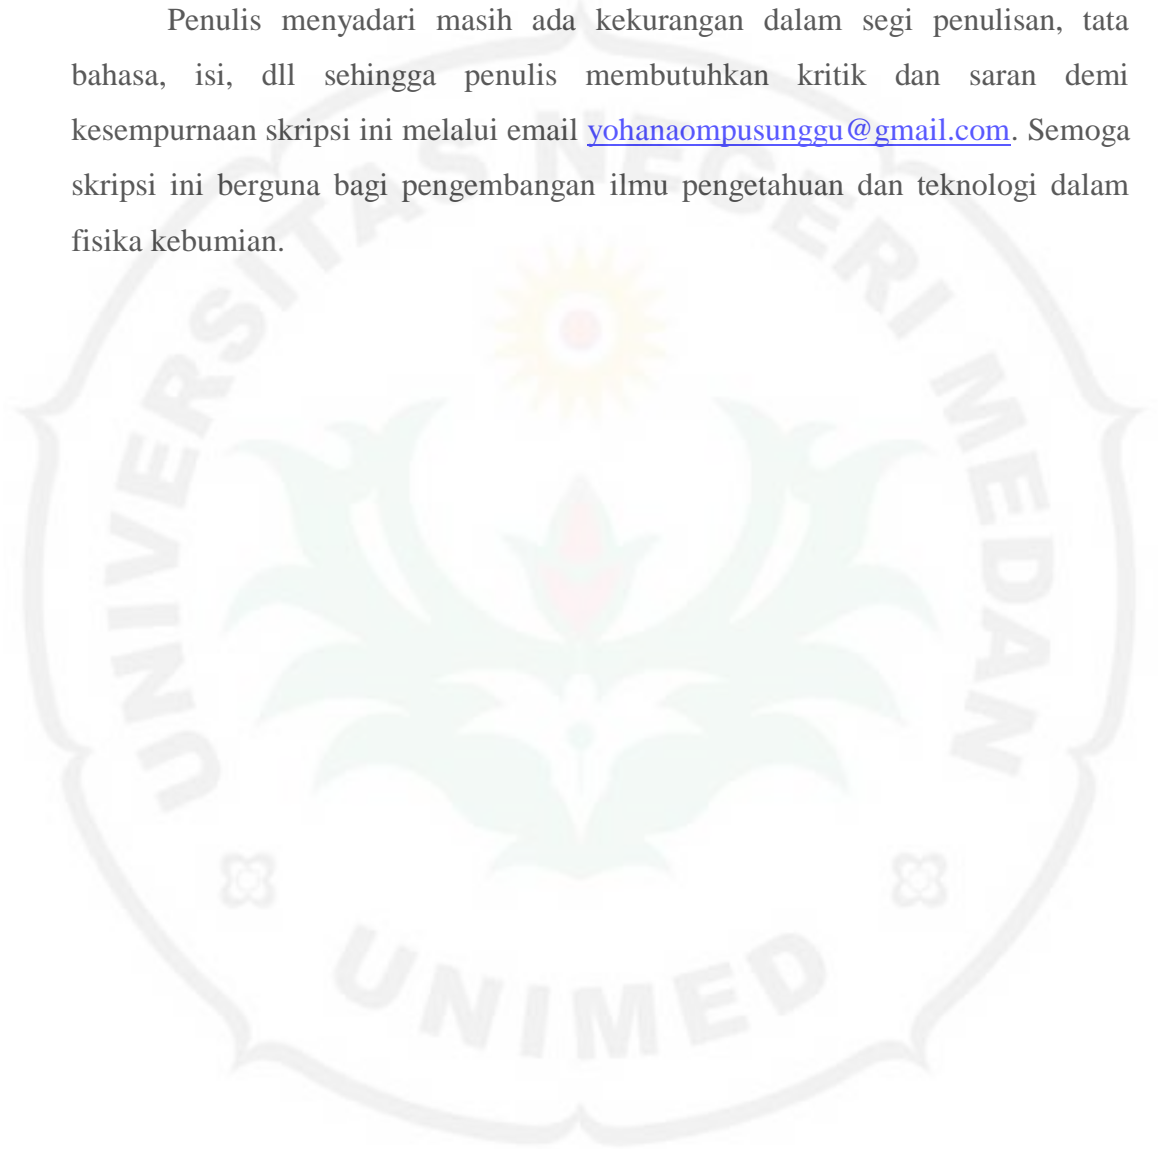 Penulis menyadari masih ada kekurangan dalam segi penulisan, tata
bahasa, isi, dll sehingga penulis membutuhkan kritik dan saran demi
kesempurnaan skripsi ini melalui email yohanaompusunggu@gmail.com. Semoga
skripsi ini berguna bagi pengembangan ilmu pengetahuan dan teknologi dalam
fisika kebumian.
UNIVERSITAS NEGERI MEDAN
UNIMED